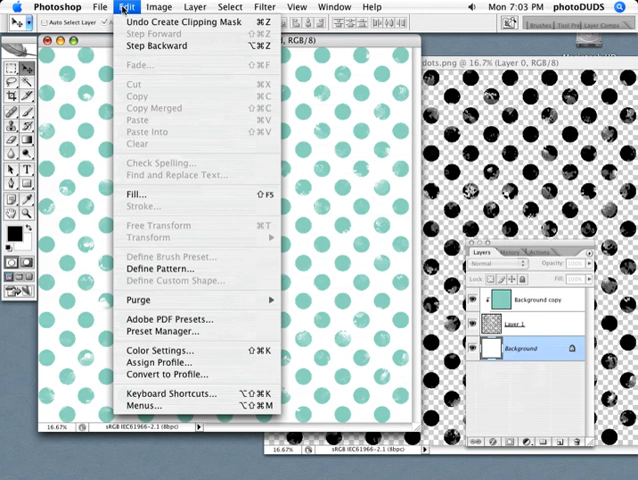 Photoshop File Edit Image Layer Select Filter View Window Help Mon 7:03 PM photoDUDS
Auto Select Layer
Brushes Tool Pre Layer Comps
, RGB/8)
dots.png @ 16.7% (Layer 0, RGB/8)
Undo Create Clipping Mask ⌘Z
Step Forward ⇧⌘Z
Step Backward ⌥⌘Z
Fade... ⇧⌘F
Cut ⌘X
Copy ⌘C
Copy Merged ⇧⌘C
Paste ⌘V
Paste Into ⇧⌘V
Clear
Check Spelling...
Find and Replace Text...
Fill... ⇧F5
Stroke...
Free Transform ⌘T
Transform
Define Brush Preset...
Define Pattern...
Define Custom Shape...
Purge
Adobe PDF Presets...
Preset Manager...
Color Settings... ⇧⌘K
Assign Profile...
Convert to Profile...
Keyboard Shortcuts... ⌥⇧⌘K
Menus... ⌥⇧⌘M
Layers History Actions
Normal Opacity:
Lock: Fill:
Background copy
Layer 1
Background
16.67% sRGB IEC61966-2.1 (8bpc)
16.67% sRGB IEC61966-2.1 (8bpc)